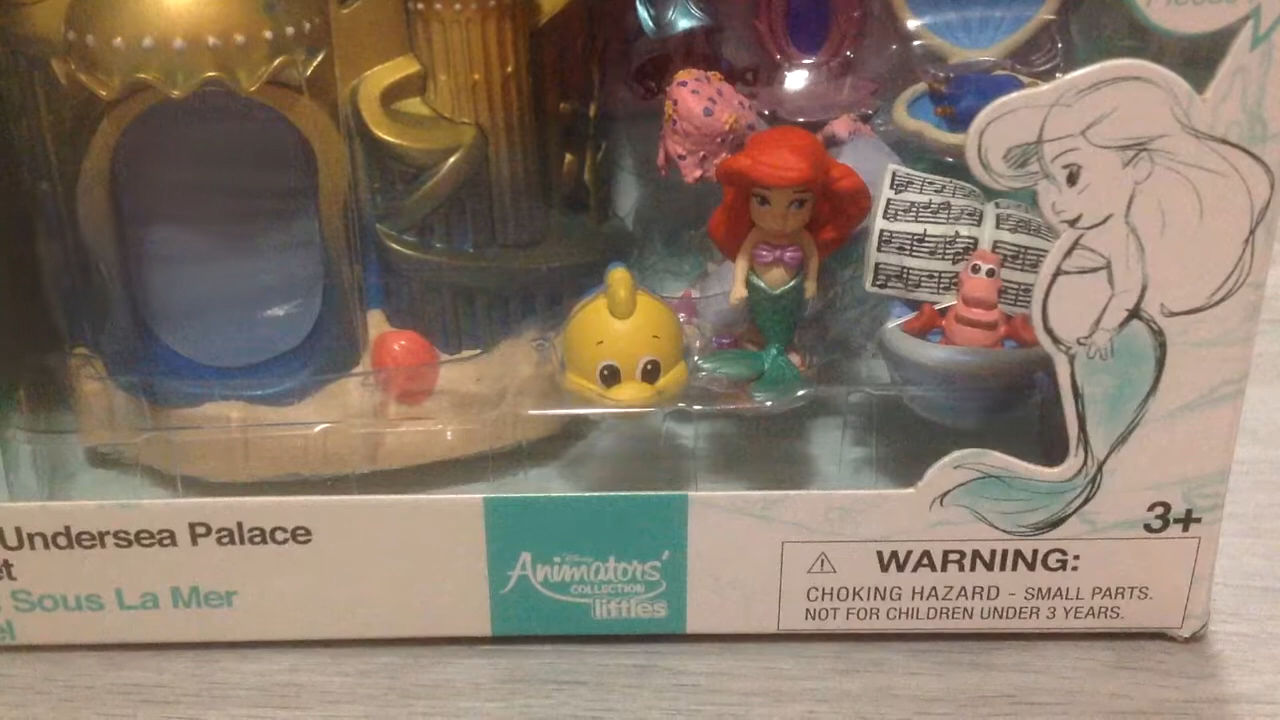 Undersea Palace
Sous La Mer
Disney
Animators'
COLLECTION
littles
3+
WARNING:
CHOKING HAZARD - SMALL PARTS.
NOT FOR CHILDREN UNDER 3 YEARS.